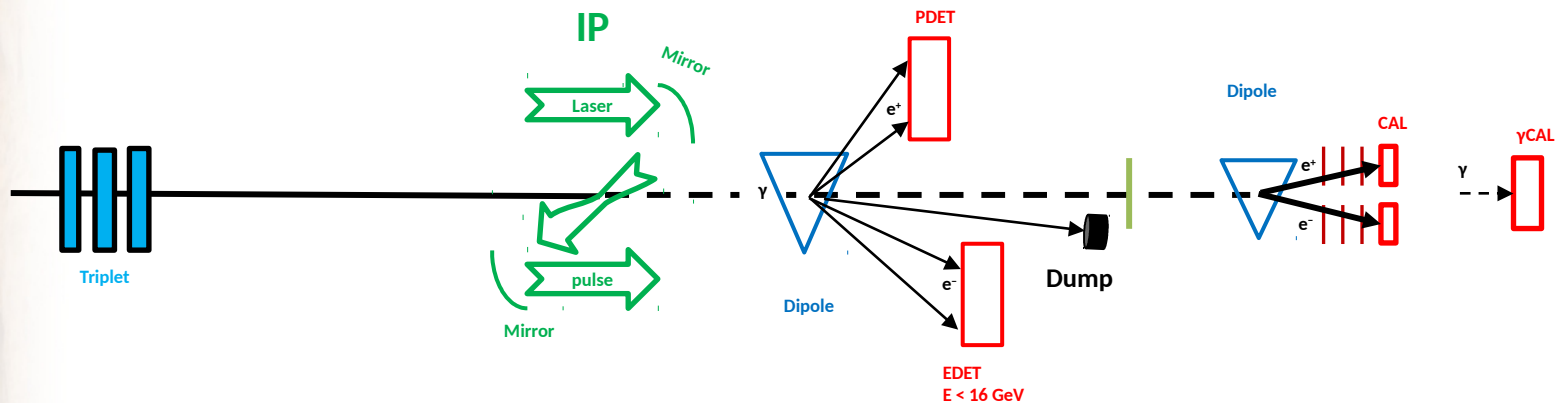 IP
PDET
Mirror
Laser
Dipole
e⁺
CAL
γCAL
e⁺
γ
γ
e⁻
Triplet
pulse
e⁻
Dump
Dipole
Mirror
EDET
E < 16 GeV